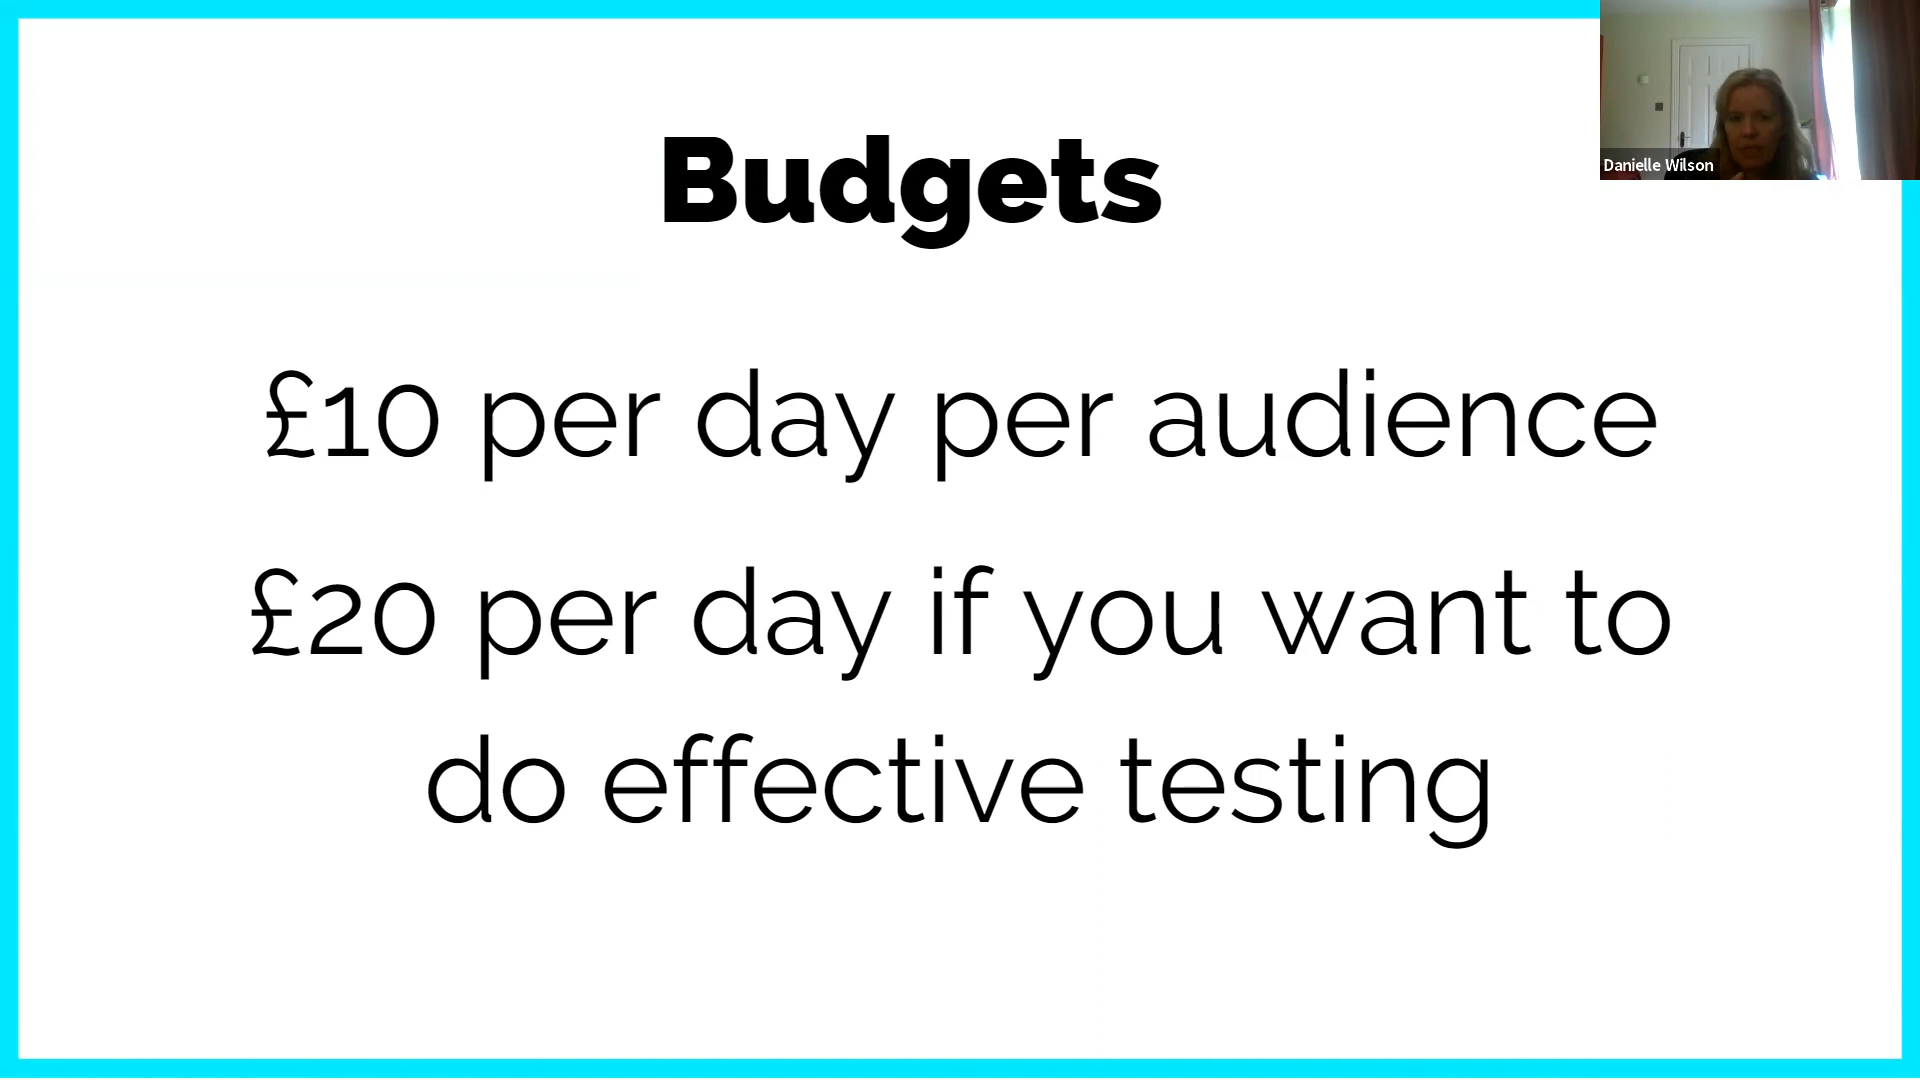 Budgets
Danielle Wilson
£10 per day per audience
£20 per day if you want to
do effective testing